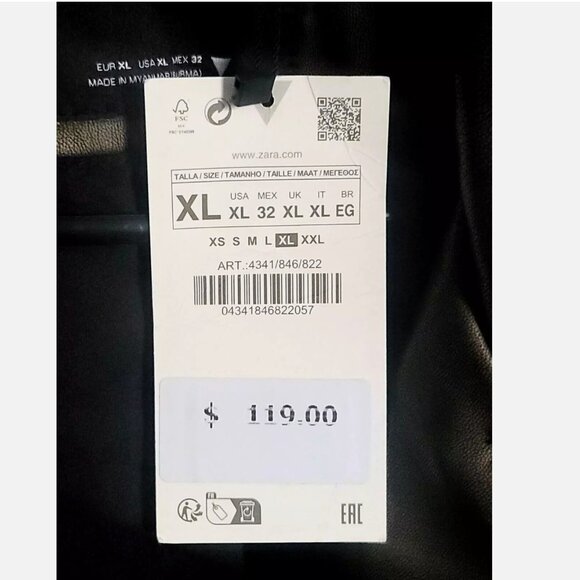 EUR XL USA XL MEX 32
MADE IN MYANMAR(BURMA)
FSC
www.zara.com
TALLA / SIZE / TAMANHO / TAILLE / MAAT / ΜΕΓΕΘΟΣ
XL
USA MEX UK IT BR
XL 32 XL XL EG
XS S M L XL XXL
ART.:4341/846/822
04341846822057
$ 119.00
FR
EAC